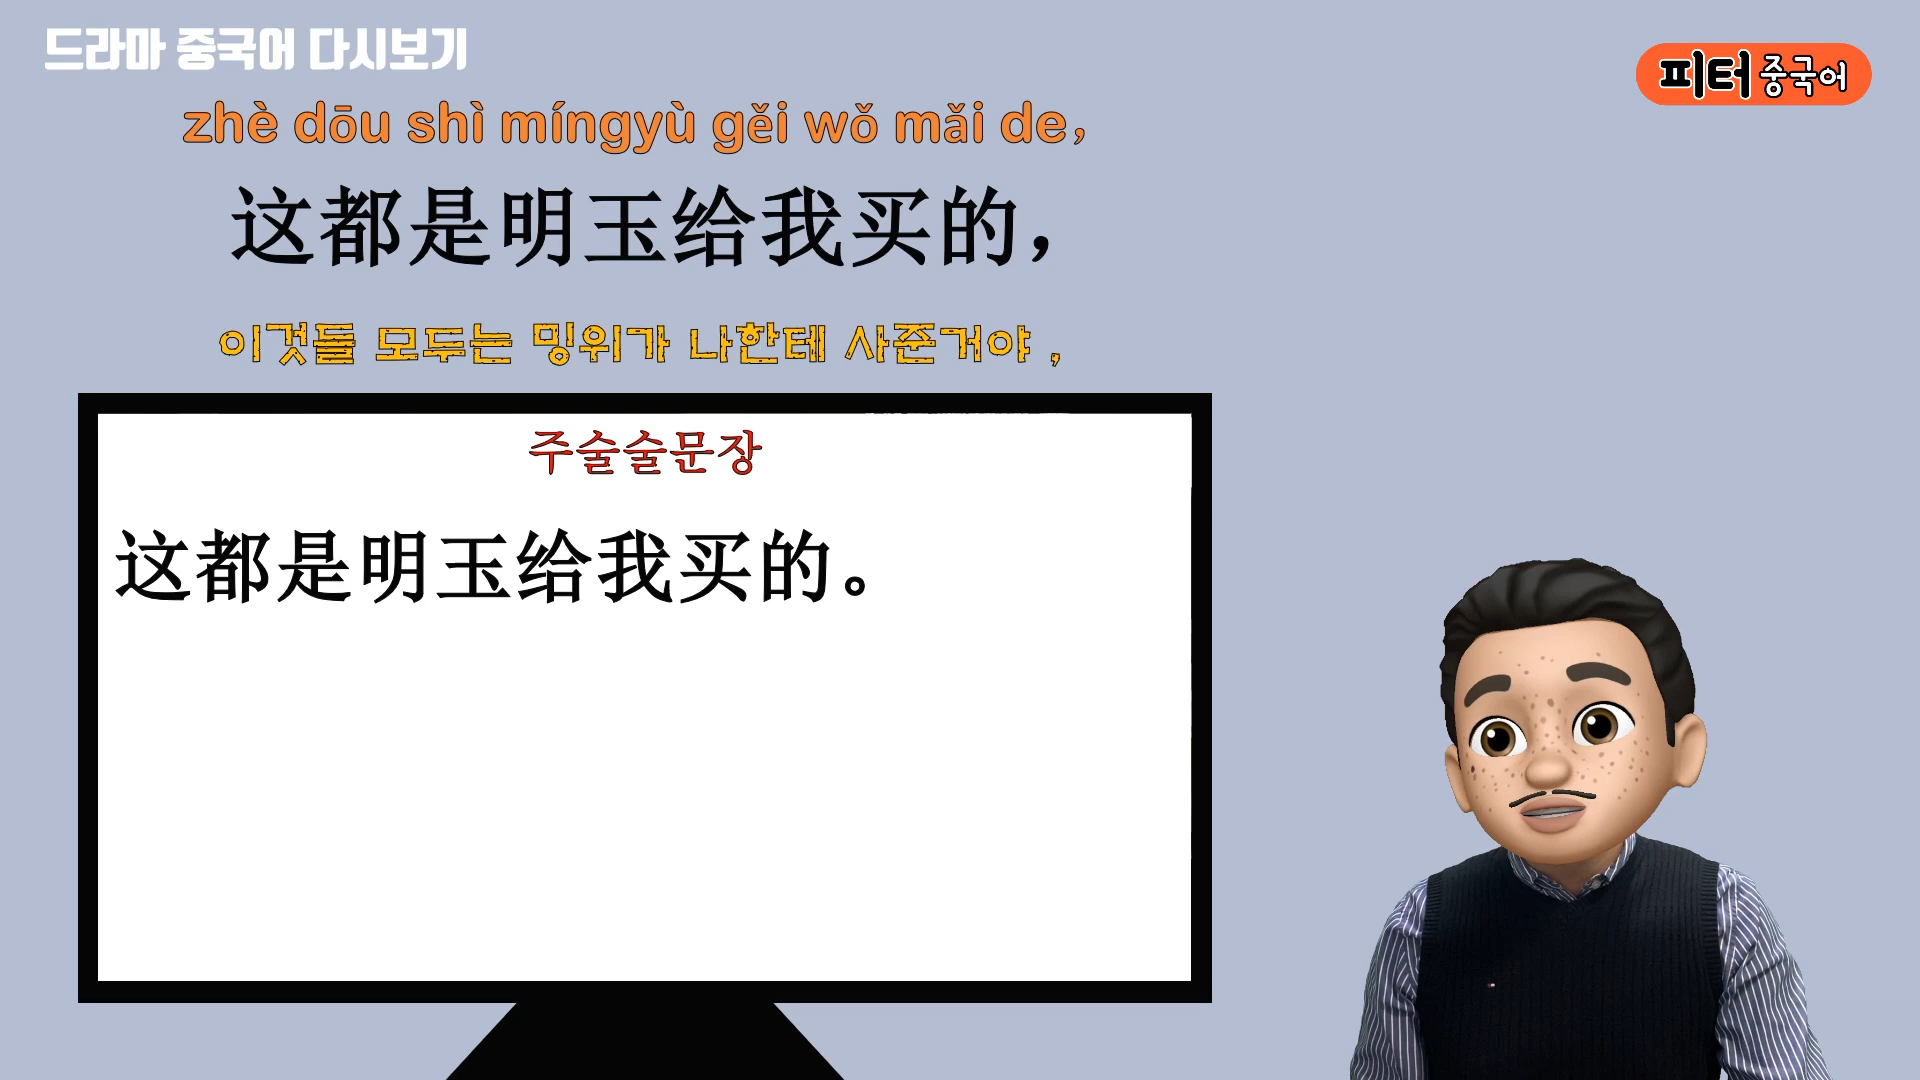 드라마 중국어 다시보기
피터 중국어
zhè dōu shì míngyù gěi wǒ mǎi de，
这都是明玉给我买的，
이것들 모두는 밍위가 나한테 사준거야 ,
주술술문장
这都是明玉给我买的。